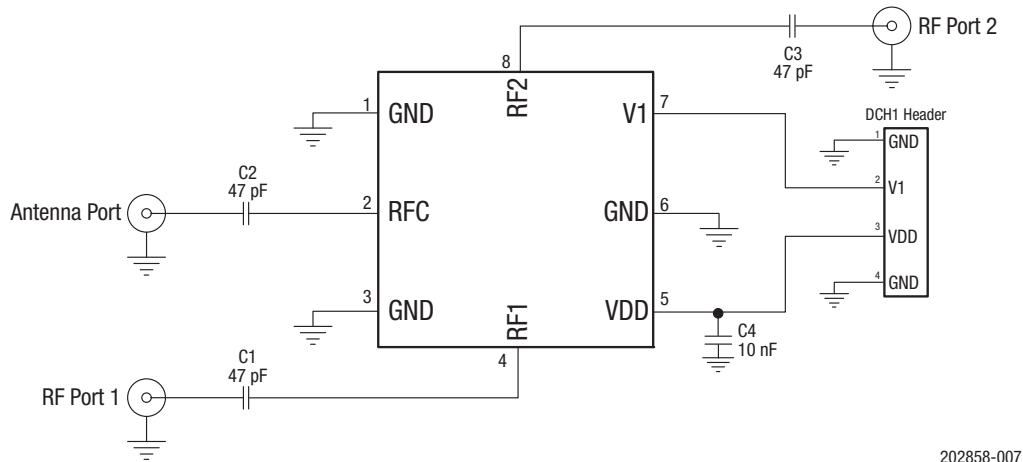 RF Port 2
C3
47 pF
8
RF2
1
GND
V1
7
DCH1 Header
1
GND
C2
47 pF
2
V1
Antenna Port
2
RFC
GND
6
3
VDD
3
GND
RF1
VDD
5
4
GND
C4
10 nF
4
C1
47 pF
RF Port 1
202858-007